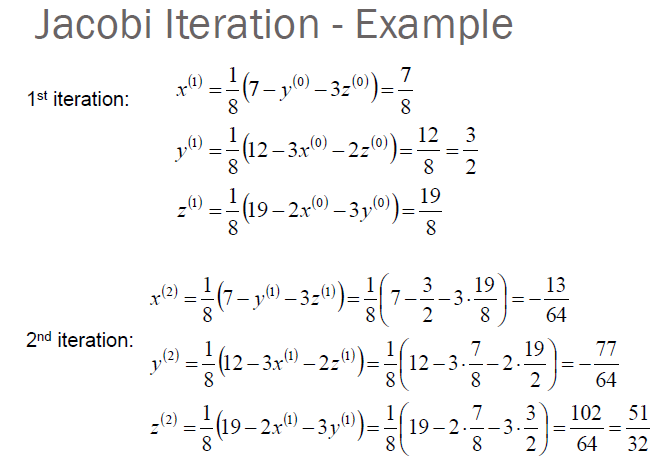 Jacobi Iteration - Example
1st iteration:
x^(1) = 1/8 (7 − y^(0) − 3z^(0)) = 7/8
y^(1) = 1/8 (12 − 3x^(0) − 2z^(0)) = 12/8 = 3/2
z^(1) = 1/8 (19 − 2x^(0) − 3y^(0)) = 19/8
2nd iteration:
x^(2) = 1/8 (7 − y^(1) − 3z^(1)) = 1/8 (7 − 3/2 − 3·19/8) = −13/64
y^(2) = 1/8 (12 − 3x^(1) − 2z^(1)) = 1/8 (12 − 3·7/8 − 2·19/2) = −77/64
z^(2) = 1/8 (19 − 2x^(1) − 3y^(1)) = 1/8 (19 − 2·7/8 − 3·3/2) = 102/64 = 51/32